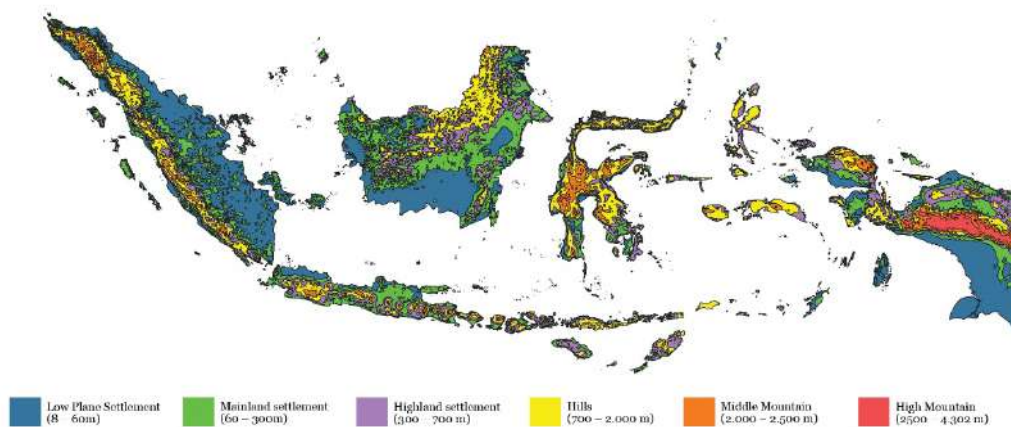 Low Plane Settlement
(8 – 60m)
Mainland settlement
(60 – 300m)
Highland settlement
(300 – 700 m)
Hills
(700 – 2.000 m)
Middle Mountain
(2.000 – 2.500 m)
High Mountain
(2500 – 4.302 m)